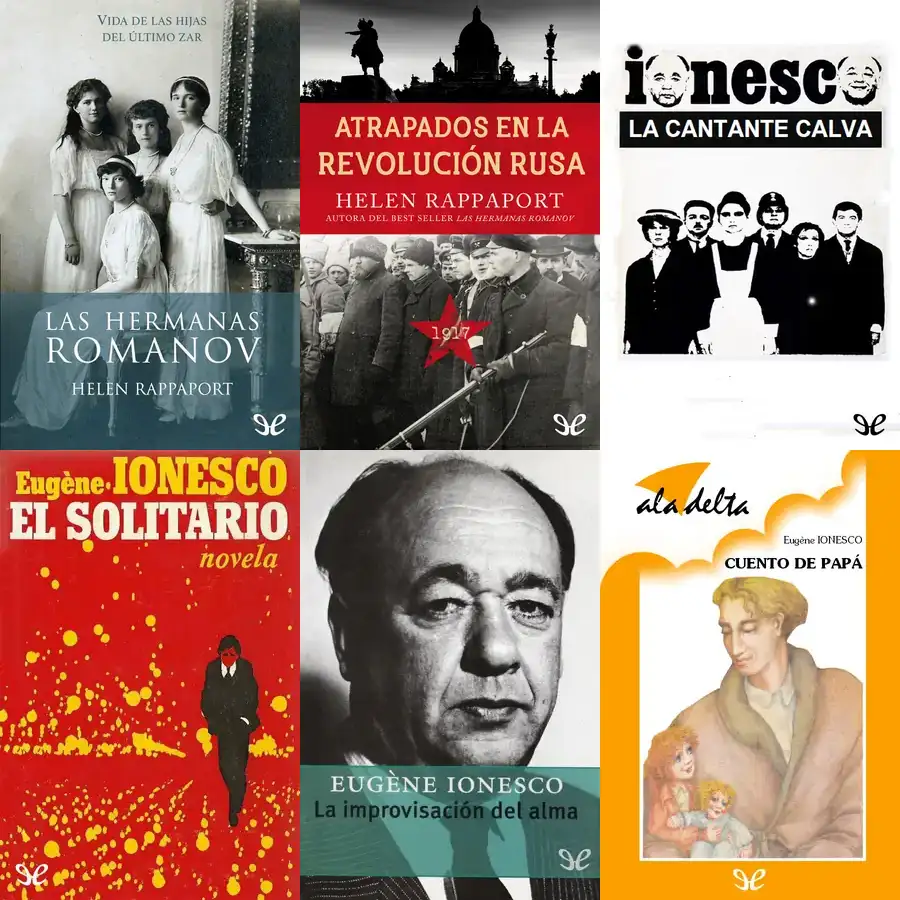 VIDA DE LAS HIJAS
DEL ÚLTIMO ZAR
LAS HERMANAS
ROMANOV
HELEN RAPPAPORT
ATRAPADOS EN LA
REVOLUCIÓN RUSA
HELEN RAPPAPORT
AUTORA DEL BEST SELLER LAS HERMANAS ROMANOV
1917
ionesco
LA CANTANTE CALVA
Eugène IONESCO
EL SOLITARIO
novela
EUGÈNE IONESCO
La improvisación del alma
ala delta
Eugène IONESCO
CUENTO DE PAPÁ